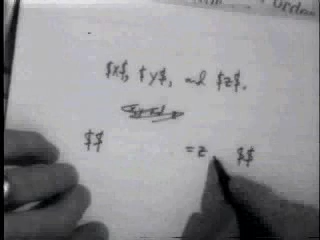 $x$, $y$, and $z$.
$$ =z $$